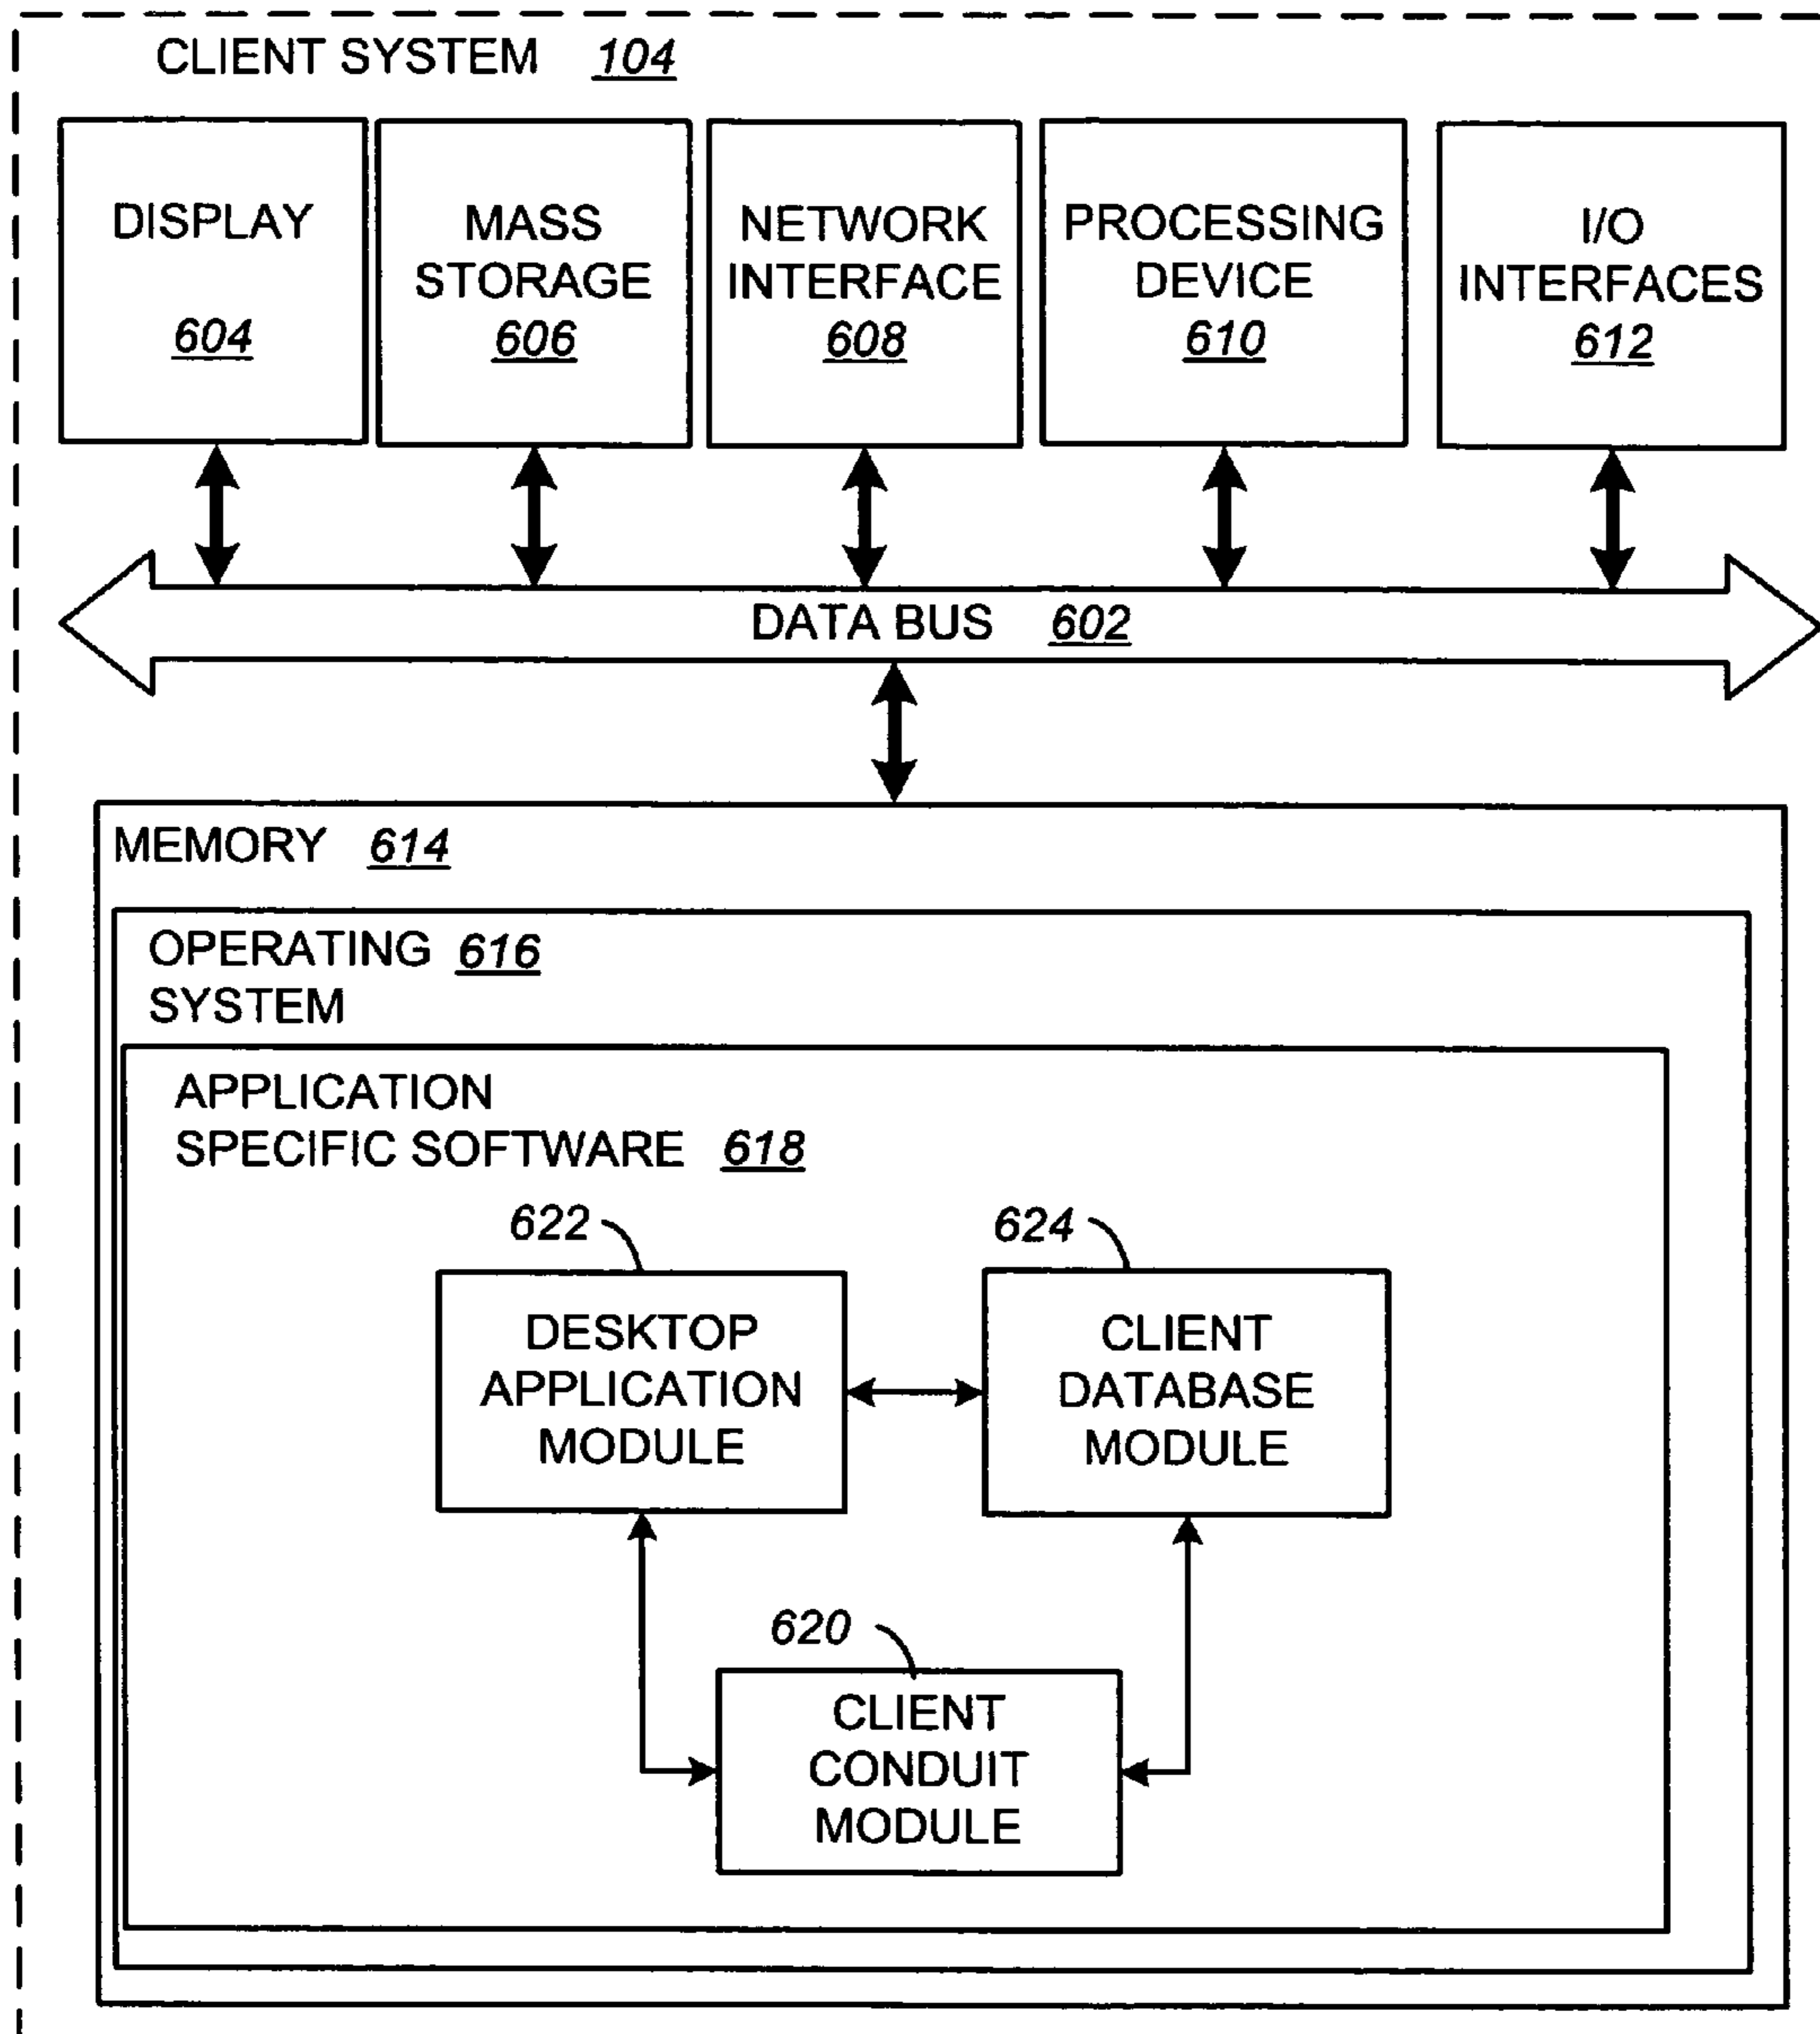 CLIENT SYSTEM 104
DISPLAY
604
MASS
STORAGE
606
NETWORK
INTERFACE
608
PROCESSING
DEVICE
610
I/O
INTERFACES
612
DATA BUS 602
MEMORY 614
OPERATING 616
SYSTEM
APPLICATION
SPECIFIC SOFTWARE 618
622
DESKTOP
APPLICATION
MODULE
624
CLIENT
DATABASE
MODULE
620
CLIENT
CONDUIT
MODULE